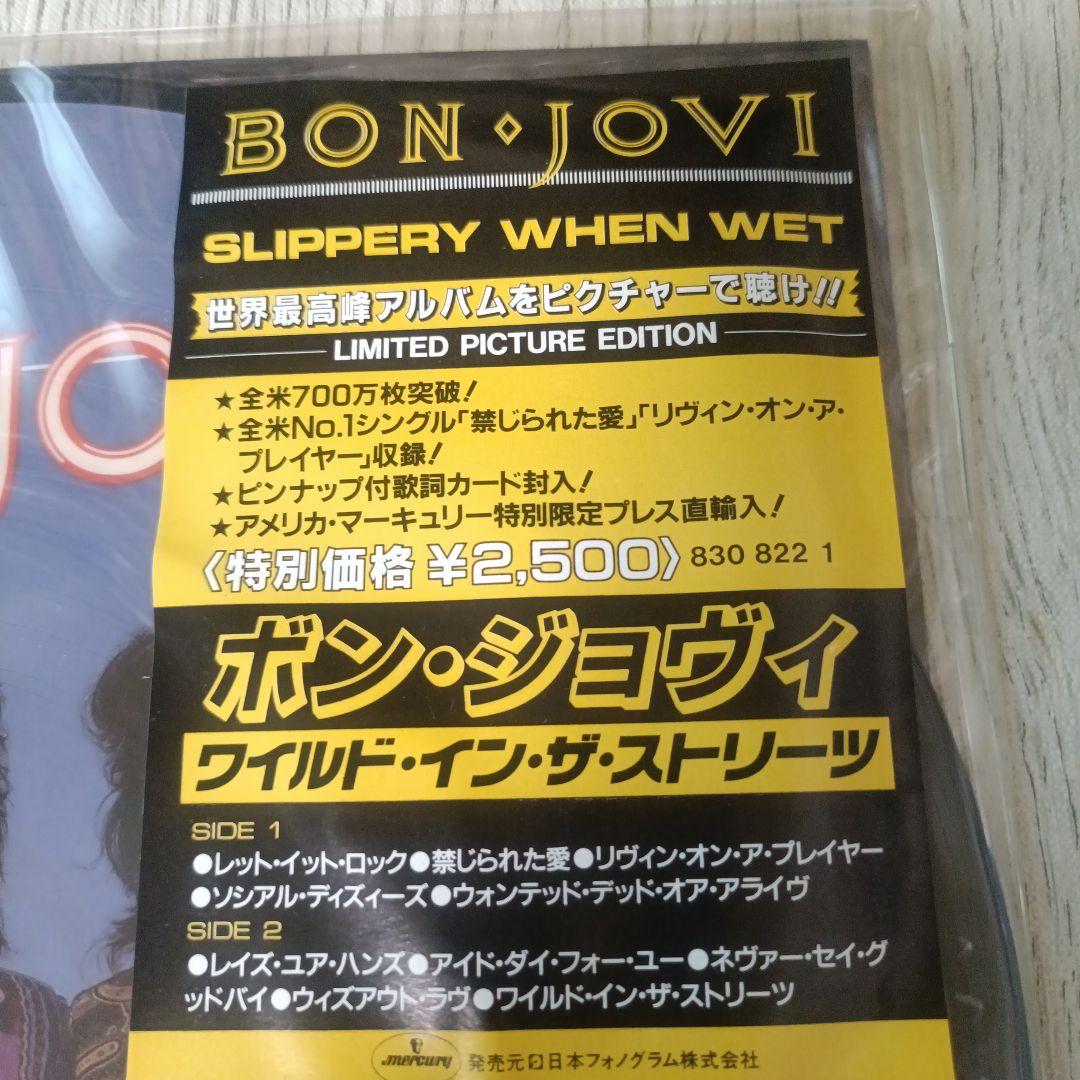 BON・JOVI
SLIPPERY WHEN WET
世界最高峰アルバムをピクチャーで聴け!!
LIMITED PICTURE EDITION
★全米700万枚突破!
★全米No.1シングル「禁じられた愛」「リヴィン・オン・ア・
プレイヤー」収録!
★ピンナップ付歌詞カード封入!
★アメリカ・マーキュリー特別限定プレス直輸入!
〈特別価格 ¥2,500〉830 822 1
ボン・ジョヴィ
ワイルド・イン・ザ・ストリーツ
SIDE 1
●レット・イット・ロック●禁じられた愛●リヴィン・オン・ア・プレイヤー
●ソシアル・ディズィーズ●ウォンテッド・デッド・オア・アライヴ
SIDE 2
●レイズ・ユア・ハンズ●アイド・ダイ・フォー・ユー●ネヴァー・セイ・グ
ッドバイ●ウィズアウト・ラヴ●ワイルド・イン・ザ・ストリーツ
mercury 発売元 日本フォノグラム株式会社
JO